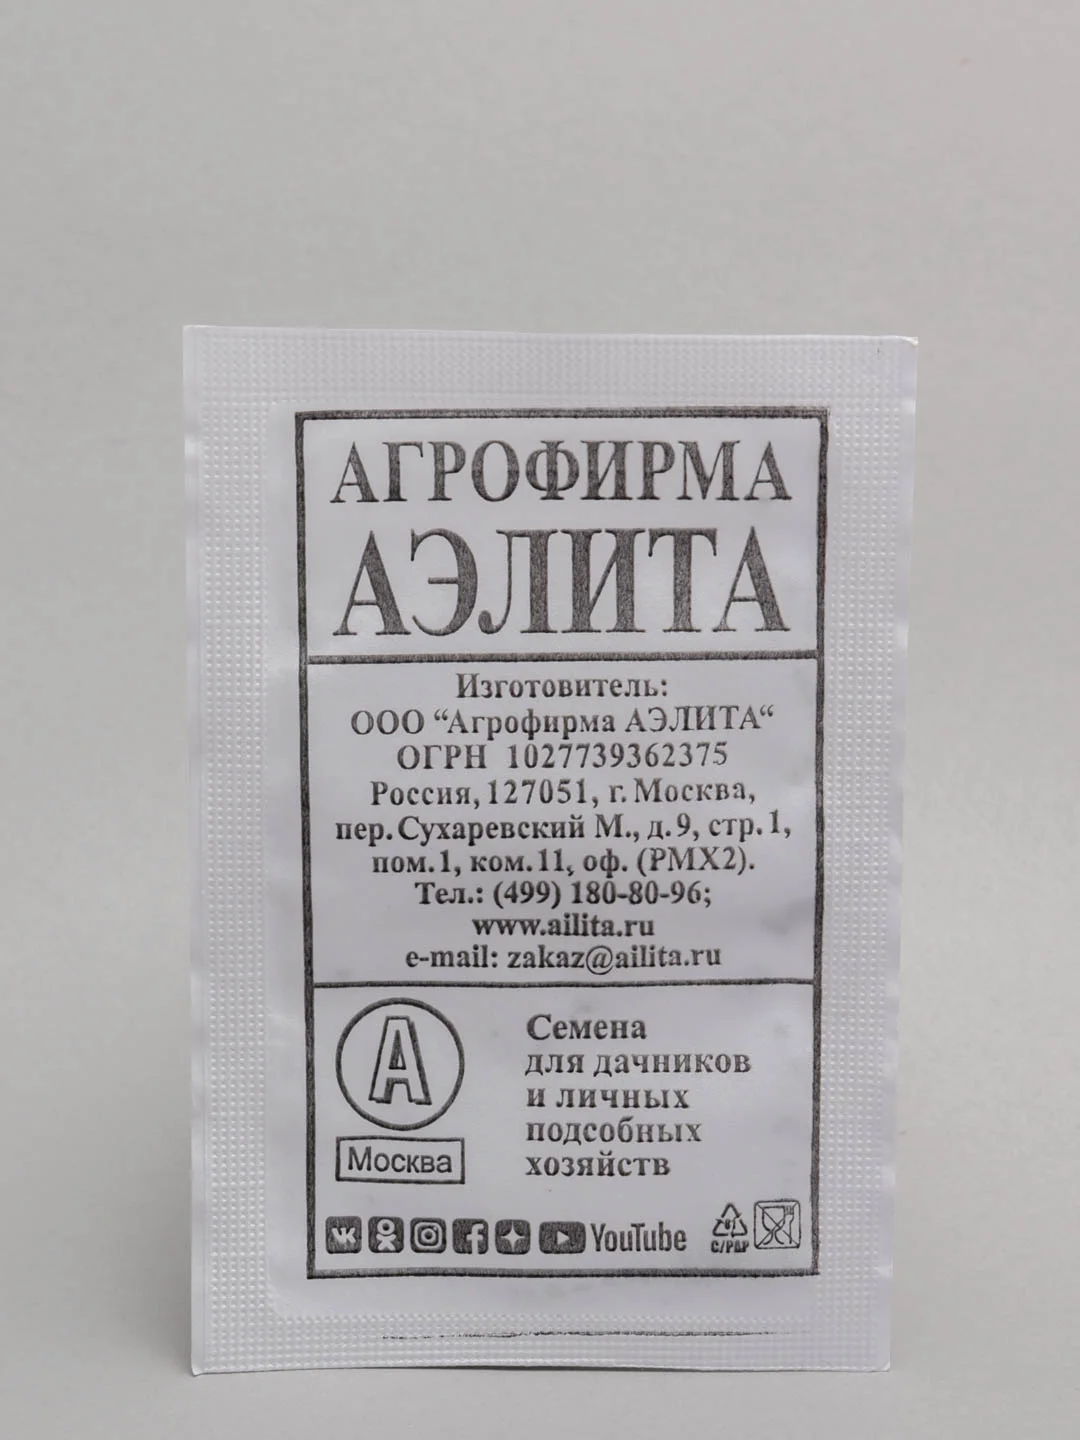 АГРОФИРМА
АЭЛИТА
Изготовитель:
ООО “Агрофирма АЭЛИТА“
ОГРН 1027739362375
Россия, 127051, г. Москва,
пер. Сухаревский М., д. 9, стр. 1,
пом. 1, ком. 11, оф. (РМХ2).
Тел.: (499) 180-80-96;
www.ailita.ru
e-mail: zakaz@ailita.ru
А
Москва
Семена
для дачников
и личных
подсобных
хозяйств
YouTube
C/PAP